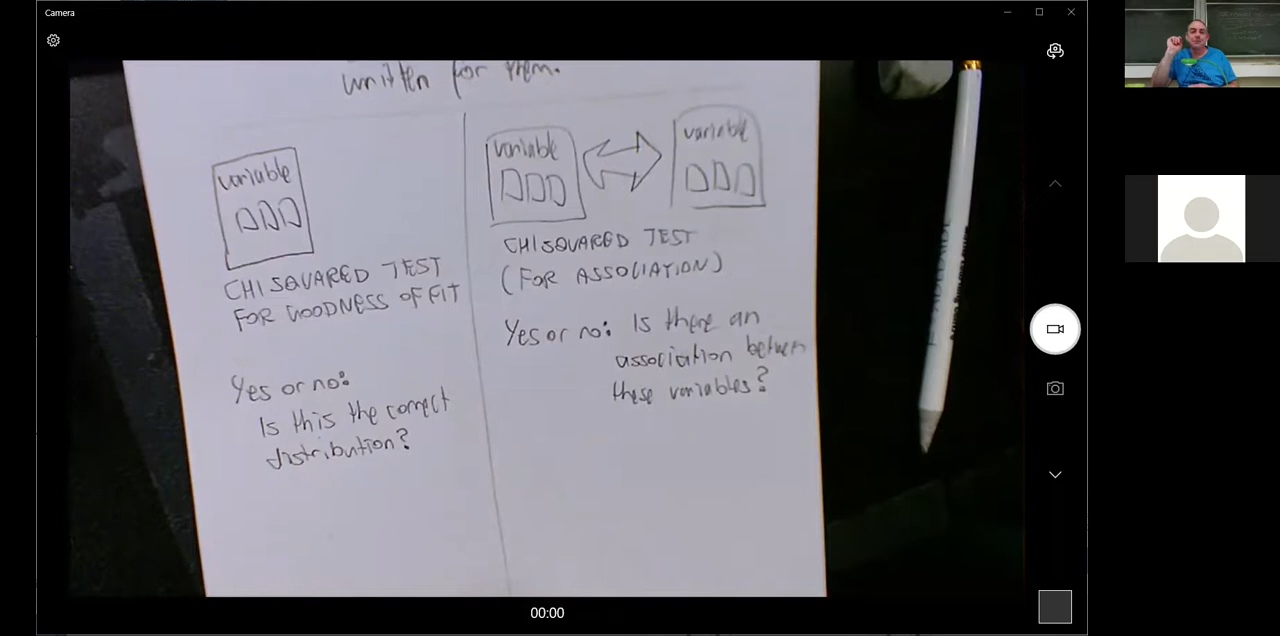 Camera
written for them.
variable
CHI SQUARED TEST
FOR GOODNESS OF FIT
Yes or no:
Is this the correct
distribution?
variable
variable
CHI SQUARED TEST
(FOR ASSOCIATION)
Yes or no: Is there an
association between
these variables?
00:00